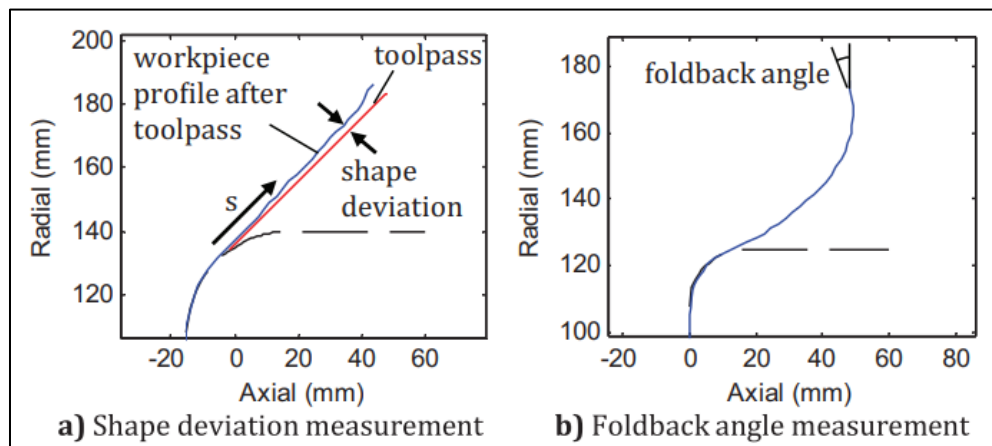 200
workpiece
profile after
toolpass
toolpass
180
160
140
120
Radial (mm)
s
shape
deviation
-20 0 20 40 60
Axial (mm)
a) Shape deviation measurement
foldback angle
180
160
140
120
100
Radial (mm)
-20 0 20 40 60 80
Axial (mm)
b) Foldback angle measurement